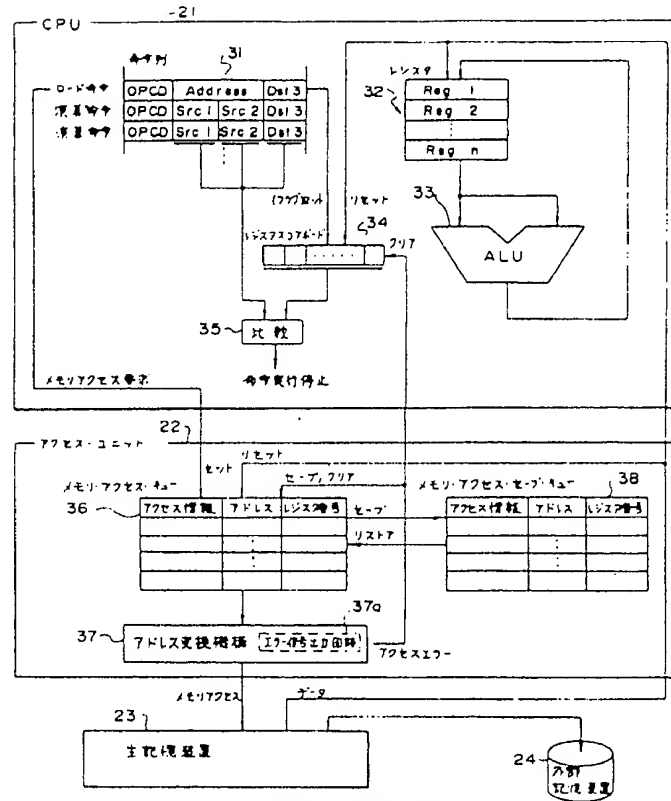 CPU
21
命令列
31
レジスタ
ロード命令 OPCD Address Dst 3
演算命令 OPCD Src 1 Src 2 Dst 3
演算命令 OPCD Src 1 Src 2 Dst 3
32
Reg 1
Reg 2
Reg n
33
ALU
フラグセット
リセット
34
レジスタスコアボード
クリア
35
比較
命令実行停止
メモリアクセス要求
22
アクセス・ユニット
セット
リセット
セーブ/クリア
メモリ・アクセス・キュー
メモリ・アクセス・セーブ・キュー
36
38
アクセス情報 アドレス レジスタ番号
セーブ
アクセス情報 アドレス レジスタ番号
リストア
37
37a
アドレス変換機構
エラー信号出力回路
アクセスエラー
メモリアクセス
データ
23
主記憶装置
24
外部
記憶装置